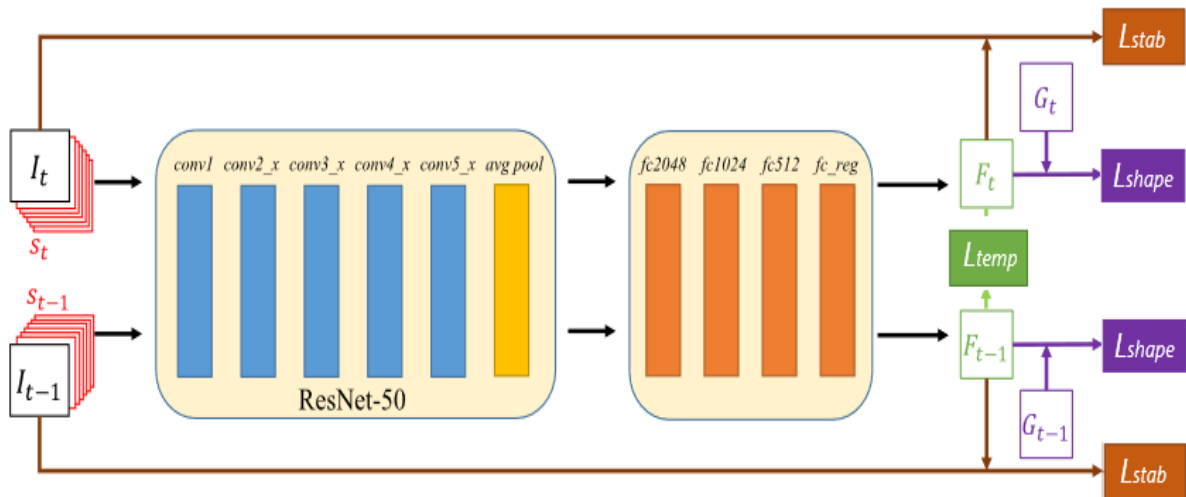 Lstab
Gt
conv1 conv2_x conv3_x conv4_x conv5_x avg pool
fc2048 fc1024 fc512 fc_reg
It
Ft
Lshape
st
Ltemp
st−1
Ft−1
Lshape
It−1
ResNet-50
Gt−1
Lstab